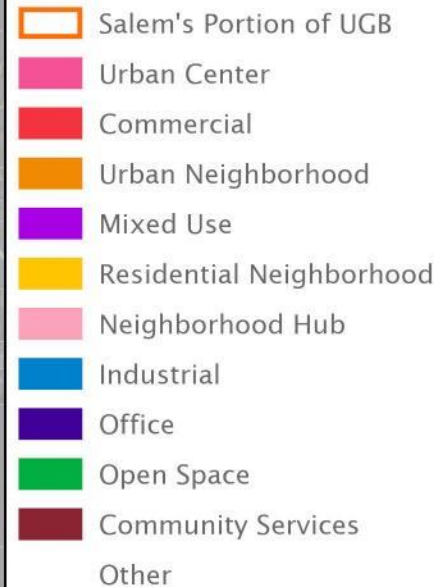 Salem's Portion of UGB
Urban Center
Commercial
Urban Neighborhood
Mixed Use
Residential Neighborhood
Neighborhood Hub
Industrial
Office
Open Space
Community Services
Other